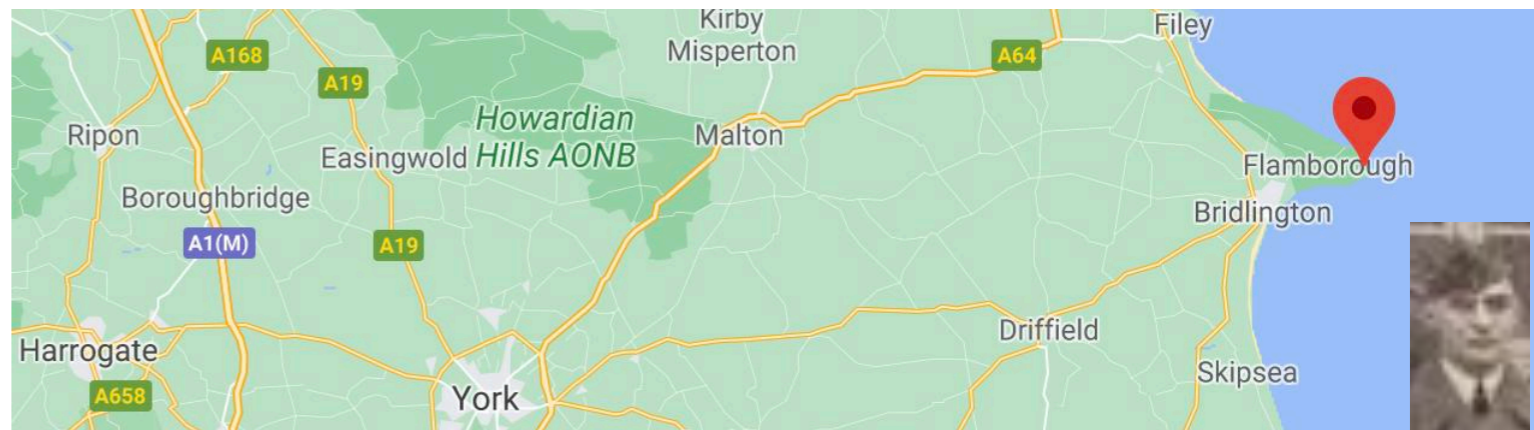 Kirby
Misperton
Filey
A168
A64
A19
Howardian
Hills AONB
Ripon
Malton
Easingwold
Flamborough
Boroughbridge
Bridlington
A1(M)
A19
Driffield
Harrogate
Skipsea
A658
York